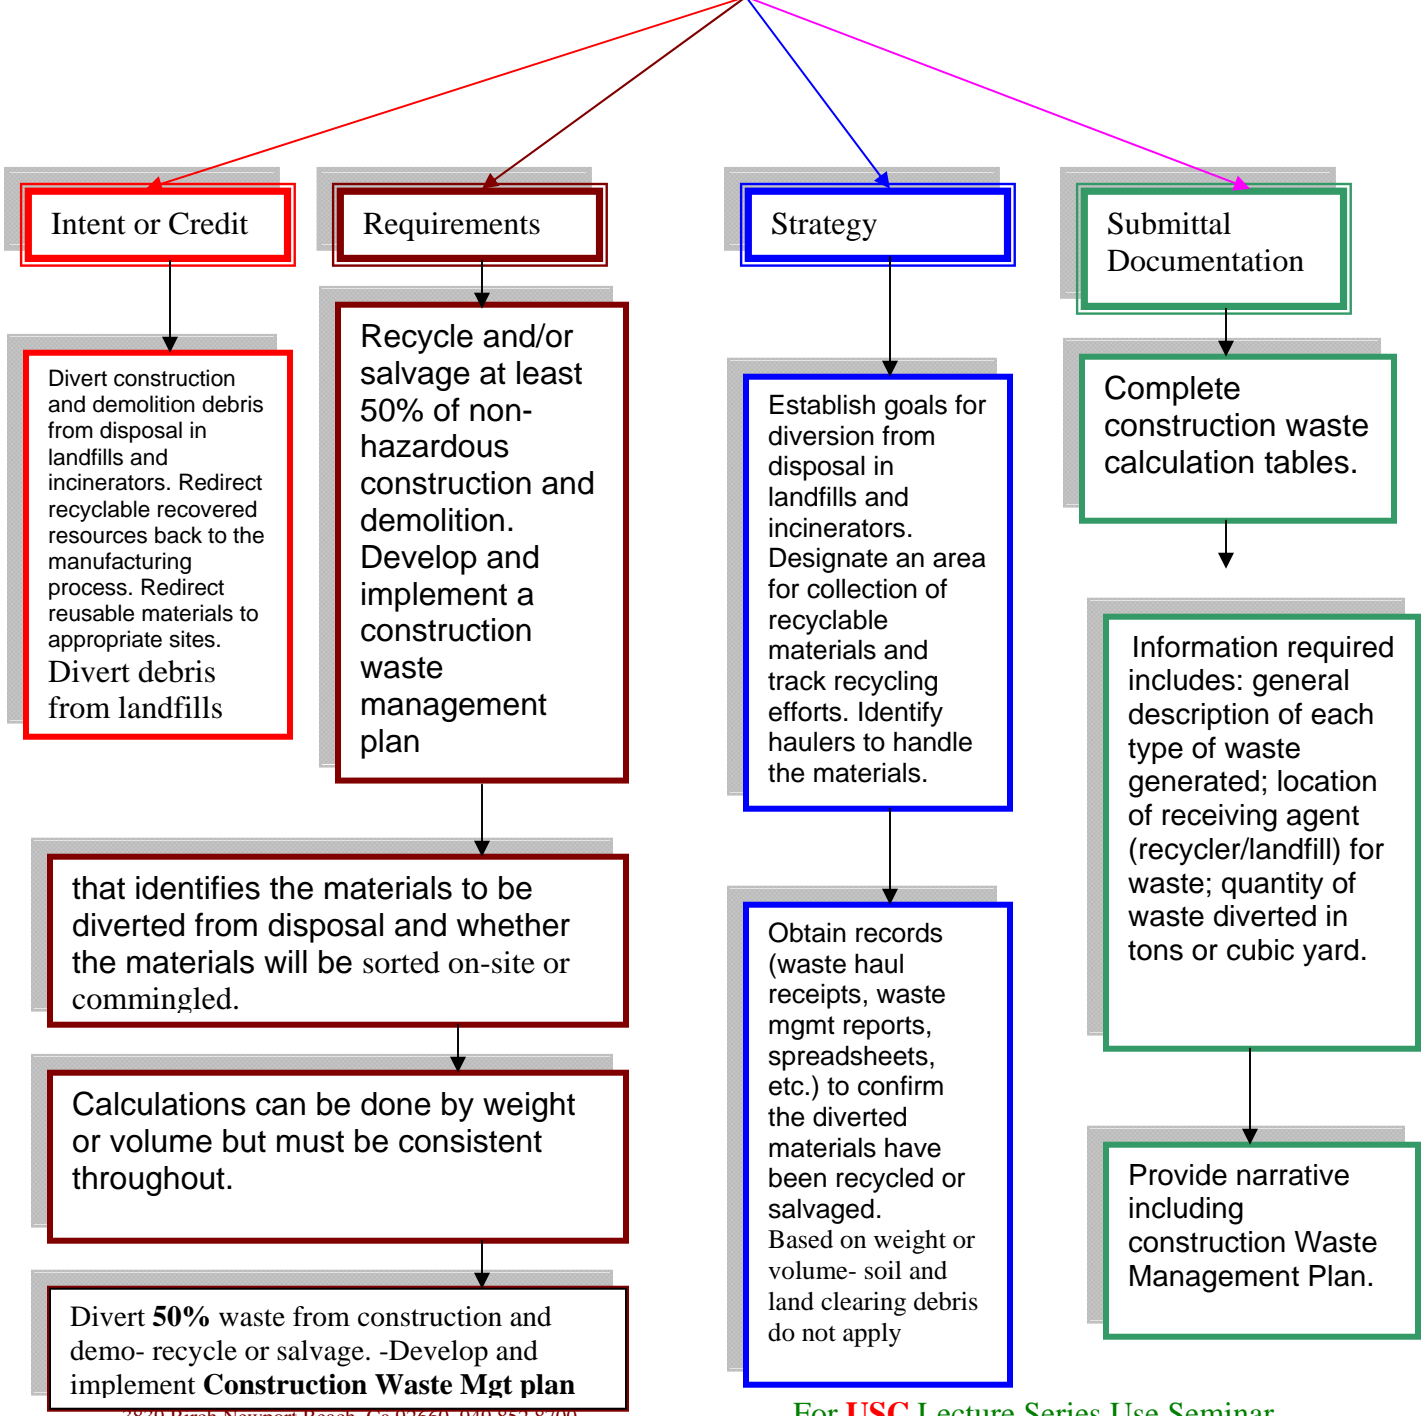 Intent or Credit
Requirements
Strategy
Submittal
Documentation
Divert construction
and demolition debris
from disposal in
landfills and
incinerators. Redirect
recyclable recovered
resources back to the
manufacturing
process. Redirect
reusable materials to
appropriate sites.
Divert debris
from landfills
Recycle and/or
salvage at least
50% of non-
hazardous
construction and
demolition.
Develop and
implement a
construction
waste
management
plan
that identifies the materials to be
diverted from disposal and whether
the materials will be sorted on-site or
commingled.
Calculations can be done by weight
or volume but must be consistent
throughout.
Divert 50% waste from construction and
demo- recycle or salvage. -Develop and
implement Construction Waste Mgt plan
Establish goals for
diversion from
disposal in
landfills and
incinerators.
Designate an area
for collection of
recyclable
materials and
track recycling
efforts. Identify
haulers to handle
the materials.
Obtain records
(waste haul
receipts, waste
mgmt reports,
spreadsheets,
etc.) to confirm
the diverted
materials have
been recycled or
salvaged.
Based on weight or
volume- soil and
land clearing debris
do not apply
Complete
construction waste
calculation tables.
Information required
includes: general
description of each
type of waste
generated; location
of receiving agent
(recycler/landfill) for
waste; quantity of
waste diverted in
tons or cubic yard.
Provide narrative
including
construction Waste
Management Plan.
Birch Newport Beach, Ca 92660
For USC Lecture Series Use Seminar